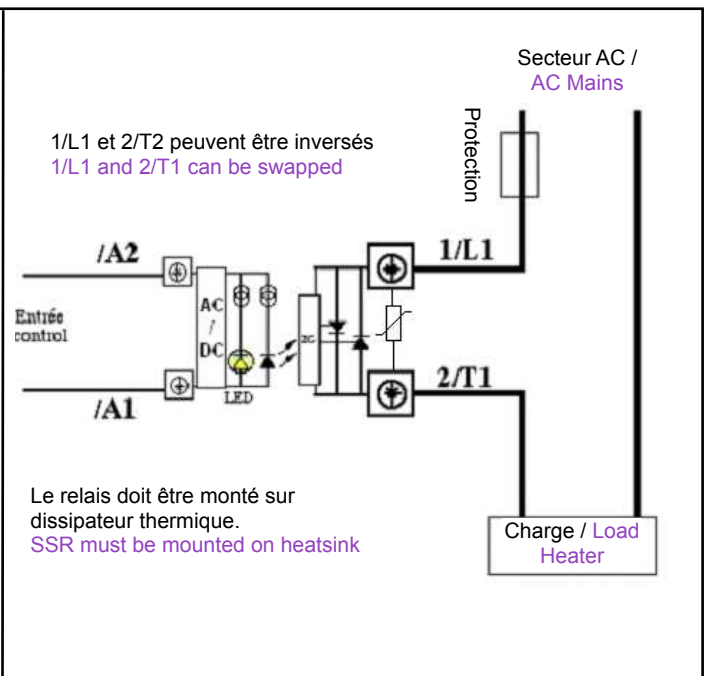 Secteur AC /
AC Mains
Protection
1/L1 et 2/T2 peuvent être inversés
1/L1 and 2/T1 can be swapped
/A2
1/L1
Entrée
control
AC
/
DC
ZC
LED
/A1
2/T1
Le relais doit être monté sur
dissipateur thermique.
SSR must be mounted on heatsink
Charge / Load
Heater